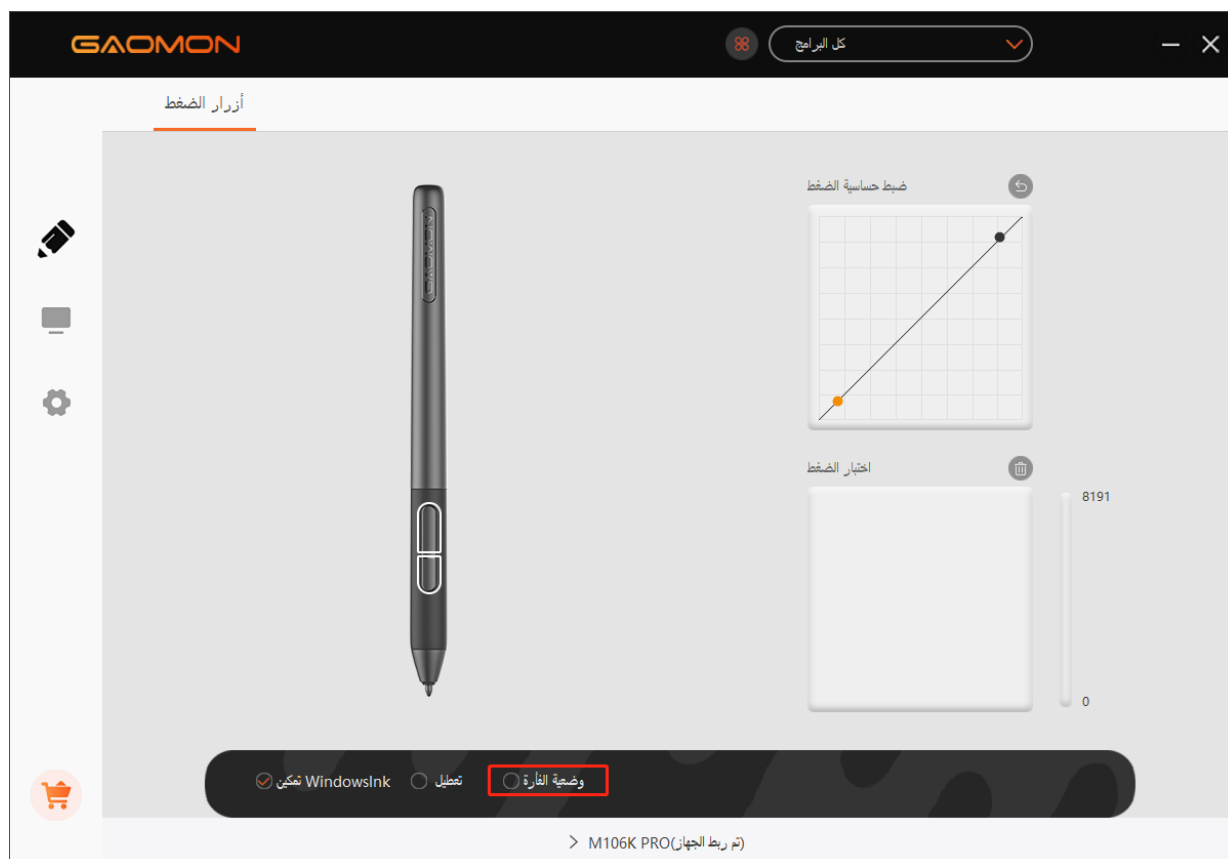 GAOMON
كل البرامج
أزرار الضغط
GAOMON
ضبط حساسية الضغط
اختبار الضغط
8191
0
تمكين WindowsInk
تعطيل
وضعية الفأرة
M106K PRO(تم ربط الجهاز)